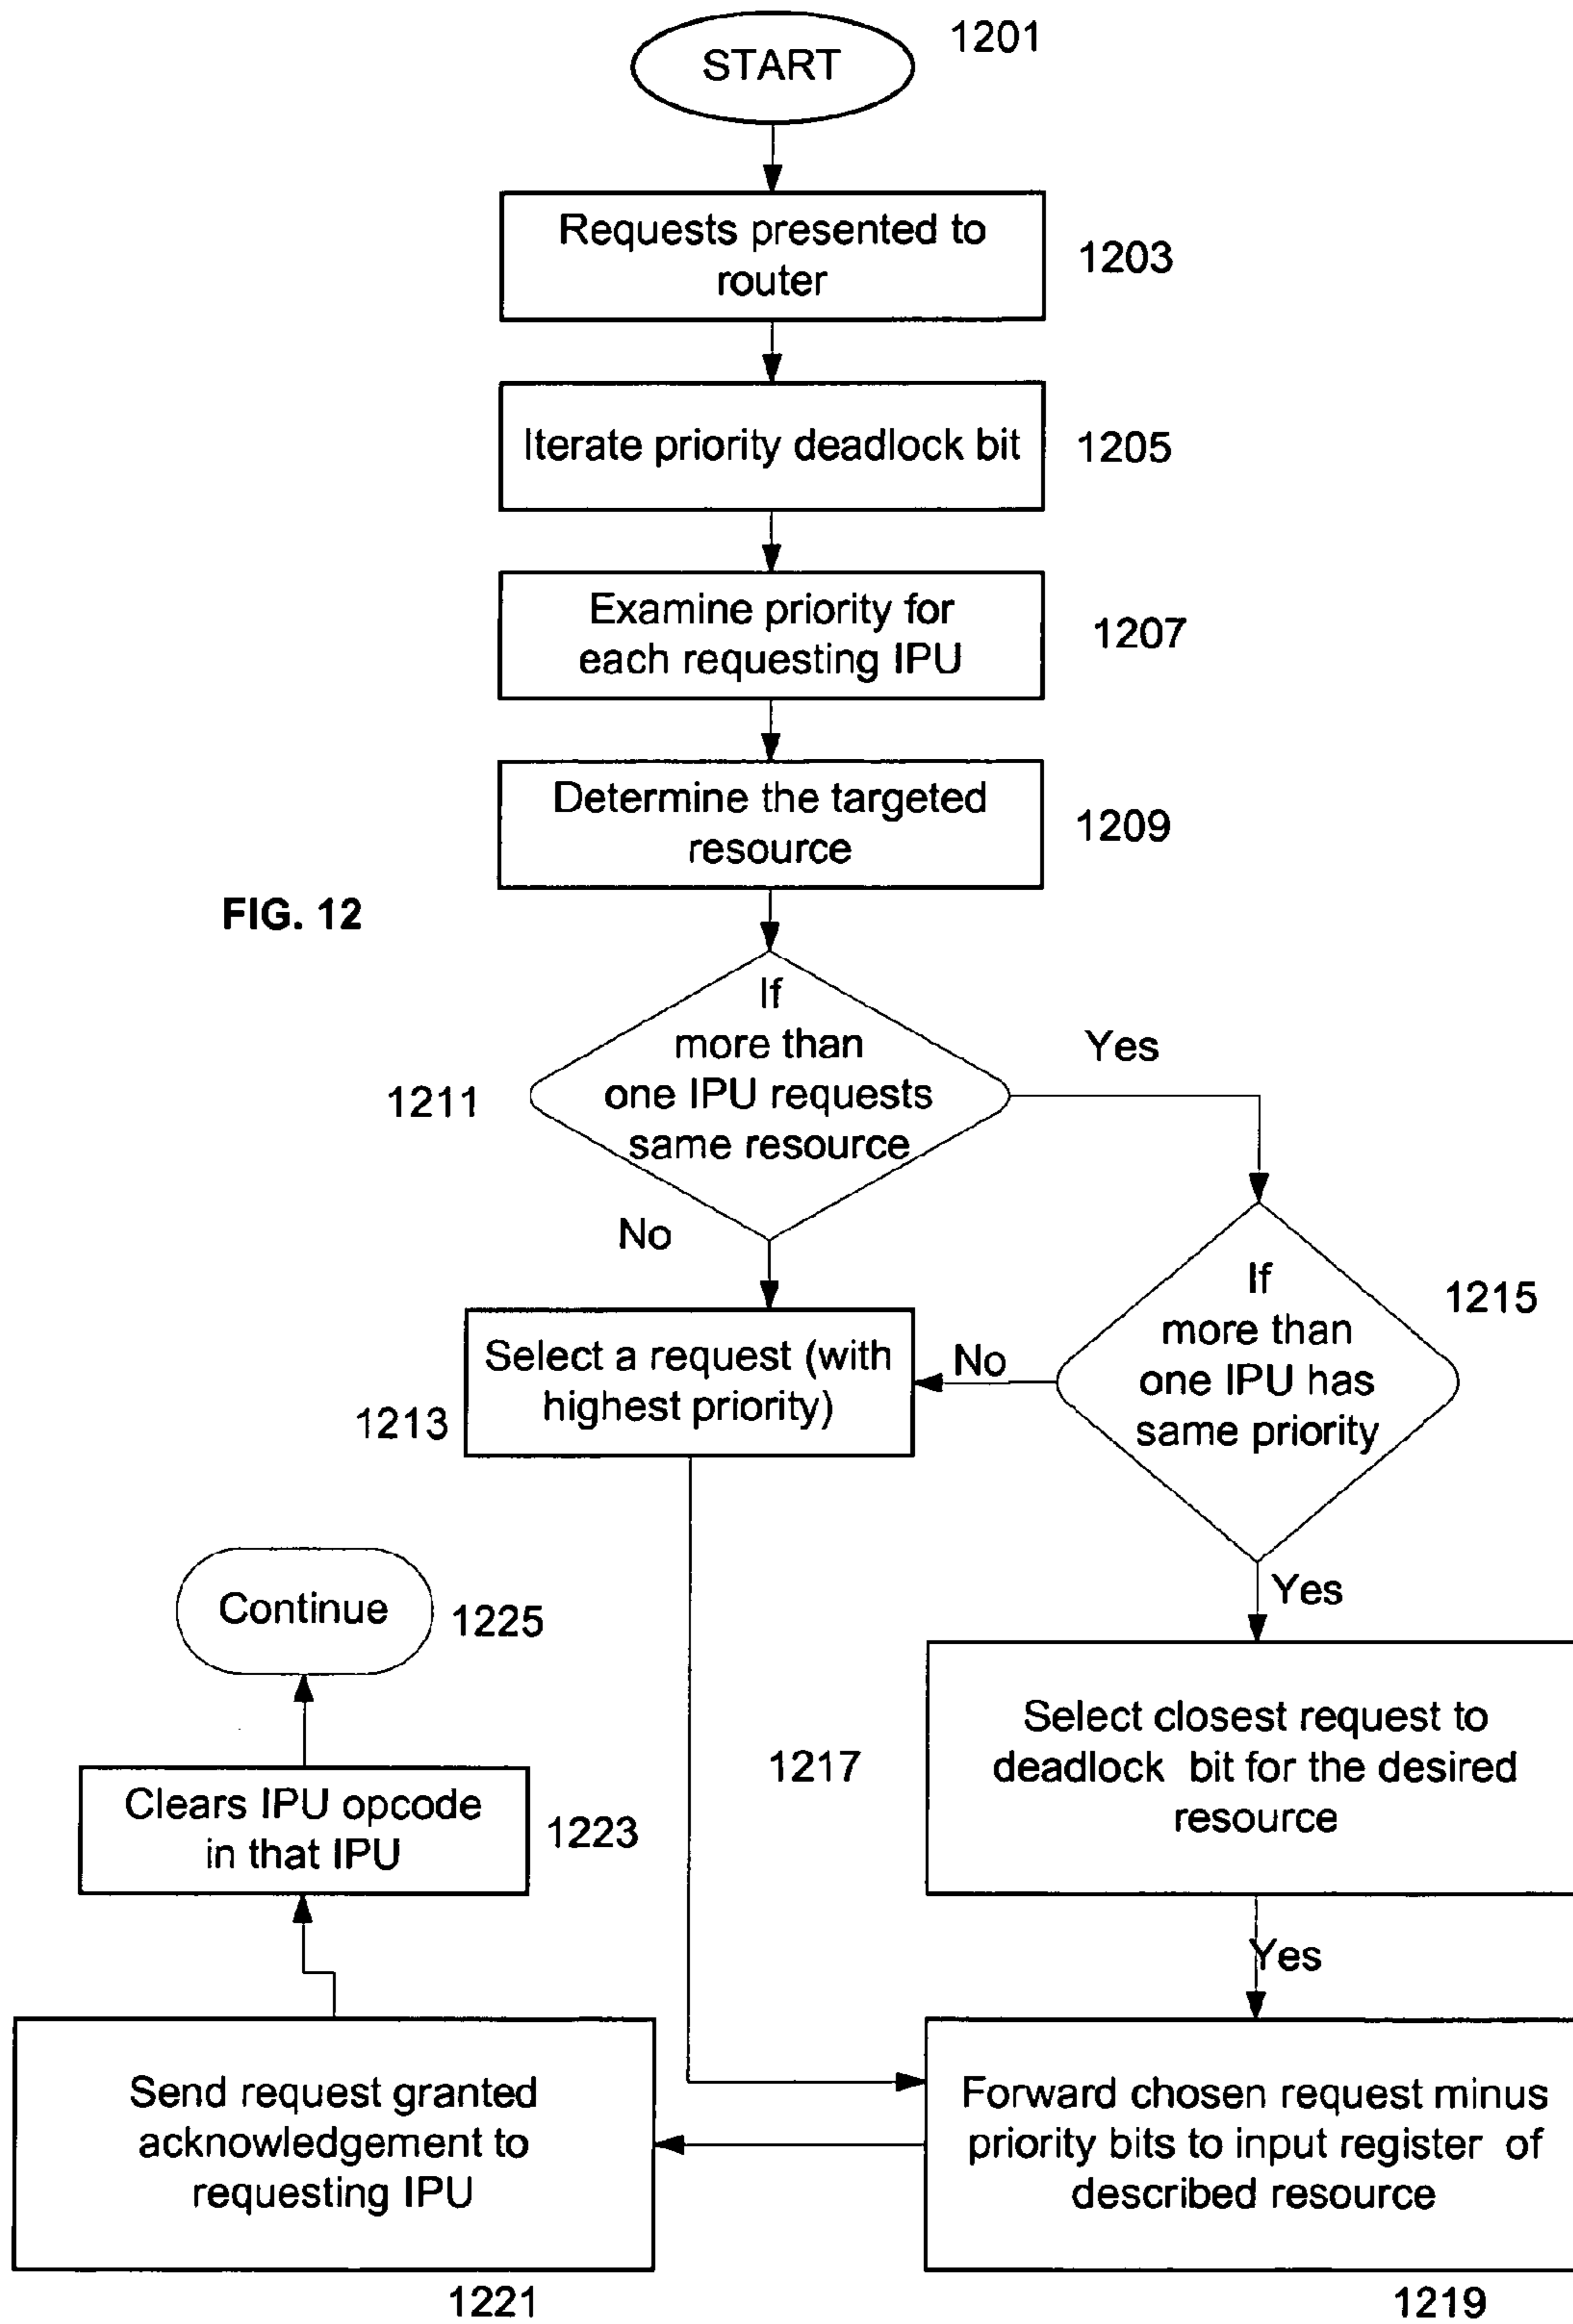 START
1201
Requests presented to
router
1203
Iterate priority deadlock bit
1205
Examine priority for
each requesting IPU
1207
Determine the targeted
resource
1209
FIG. 12
If
more than
one IPU requests
same resource
1211
Yes
No
If
more than
one IPU has
same priority
1215
No
Select a request (with
highest priority)
1213
Yes
Continue
1225
Select closest request to
deadlock bit for the desired
resource
1217
Clears IPU opcode
in that IPU
1223
Yes
Send request granted
acknowledgement to
requesting IPU
1221
Forward chosen request minus
priority bits to input register of
described resource
1219